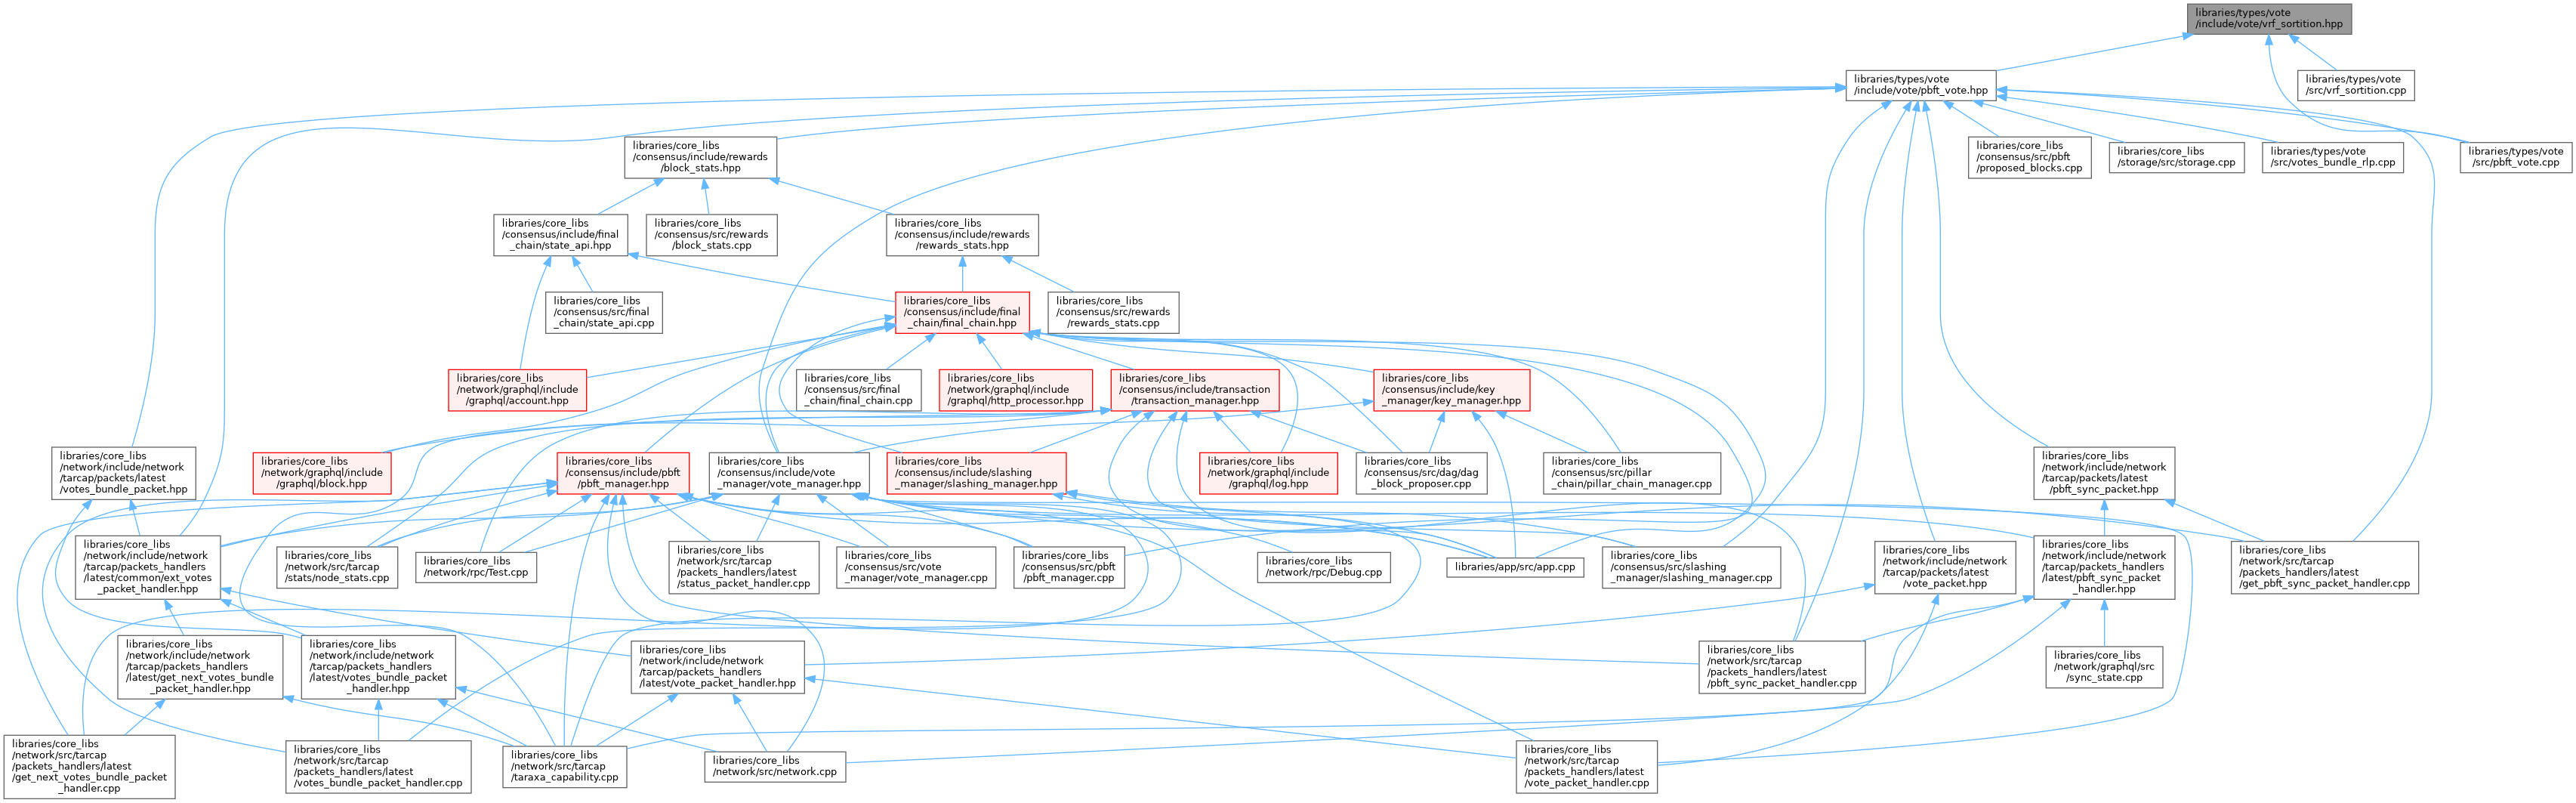 libraries/types/vote
/include/vote/vrf_sortition.hpp
libraries/types/vote
/include/vote/pbft_vote.hpp
libraries/types/vote
/src/vrf_sortition.cpp
libraries/core_libs
/consensus/include/rewards
/block_stats.hpp
libraries/core_libs
/consensus/src/pbft
/proposed_blocks.cpp
libraries/core_libs
/storage/src/storage.cpp
libraries/types/vote
/src/votes_bundle_rlp.cpp
libraries/types/vote
/src/pbft_vote.cpp
libraries/core_libs
/consensus/include/final
_chain/state_api.hpp
libraries/core_libs
/consensus/src/rewards
/block_stats.cpp
libraries/core_libs
/consensus/include/rewards
/rewards_stats.hpp
libraries/core_libs
/consensus/src/final
_chain/state_api.cpp
libraries/core_libs
/consensus/include/final
_chain/final_chain.hpp
libraries/core_libs
/consensus/src/rewards
/rewards_stats.cpp
libraries/core_libs
/network/graphql/include
/graphql/account.hpp
libraries/core_libs
/consensus/src/final
_chain/final_chain.cpp
libraries/core_libs
/network/graphql/include
/graphql/http_processor.hpp
libraries/core_libs
/consensus/include/transaction
/transaction_manager.hpp
libraries/core_libs
/consensus/include/key
_manager/key_manager.hpp
libraries/core_libs
/network/include/network
/tarcap/packets/latest
/votes_bundle_packet.hpp
libraries/core_libs
/network/graphql/include
/graphql/block.hpp
libraries/core_libs
/consensus/include/pbft
/pbft_manager.hpp
libraries/core_libs
/consensus/include/vote
_manager/vote_manager.hpp
libraries/core_libs
/consensus/include/slashing
_manager/slashing_manager.hpp
libraries/core_libs
/network/graphql/include
/graphql/log.hpp
libraries/core_libs
/consensus/src/dag/dag
_block_proposer.cpp
libraries/core_libs
/consensus/src/pillar
_chain/pillar_chain_manager.cpp
libraries/core_libs
/network/include/network
/tarcap/packets/latest
/pbft_sync_packet.hpp
libraries/core_libs
/network/include/network
/tarcap/packets_handlers
/latest/common/ext_votes
_packet_handler.hpp
libraries/core_libs
/network/src/tarcap
/stats/node_stats.cpp
libraries/core_libs
/network/rpc/Test.cpp
libraries/core_libs
/network/src/tarcap
/packets_handlers/latest
/status_packet_handler.cpp
libraries/core_libs
/consensus/src/vote
_manager/vote_manager.cpp
libraries/core_libs
/consensus/src/pbft
/pbft_manager.cpp
libraries/core_libs
/network/rpc/Debug.cpp
libraries/app/src/app.cpp
libraries/core_libs
/consensus/src/slashing
_manager/slashing_manager.cpp
libraries/core_libs
/network/include/network
/tarcap/packets/latest
/vote_packet.hpp
libraries/core_libs
/network/include/network
/tarcap/packets_handlers
/latest/pbft_sync_packet
_handler.hpp
libraries/core_libs
/network/src/tarcap
/packets_handlers/latest
/get_pbft_sync_packet_handler.cpp
libraries/core_libs
/network/include/network
/tarcap/packets_handlers
/latest/get_next_votes_bundle
_packet_handler.hpp
libraries/core_libs
/network/include/network
/tarcap/packets_handlers
/latest/votes_bundle_packet
_handler.hpp
libraries/core_libs
/network/include/network
/tarcap/packets_handlers
/latest/vote_packet_handler.hpp
libraries/core_libs
/network/src/tarcap
/packets_handlers/latest
/pbft_sync_packet_handler.cpp
libraries/core_libs
/network/graphql/src
/sync_state.cpp
libraries/core_libs
/network/src/tarcap
/packets_handlers/latest
/get_next_votes_bundle_packet
_handler.cpp
libraries/core_libs
/network/src/tarcap
/packets_handlers/latest
/votes_bundle_packet_handler.cpp
libraries/core_libs
/network/src/tarcap
/taraxa_capability.cpp
libraries/core_libs
/network/src/network.cpp
libraries/core_libs
/network/src/tarcap
/packets_handlers/latest
/vote_packet_handler.cpp